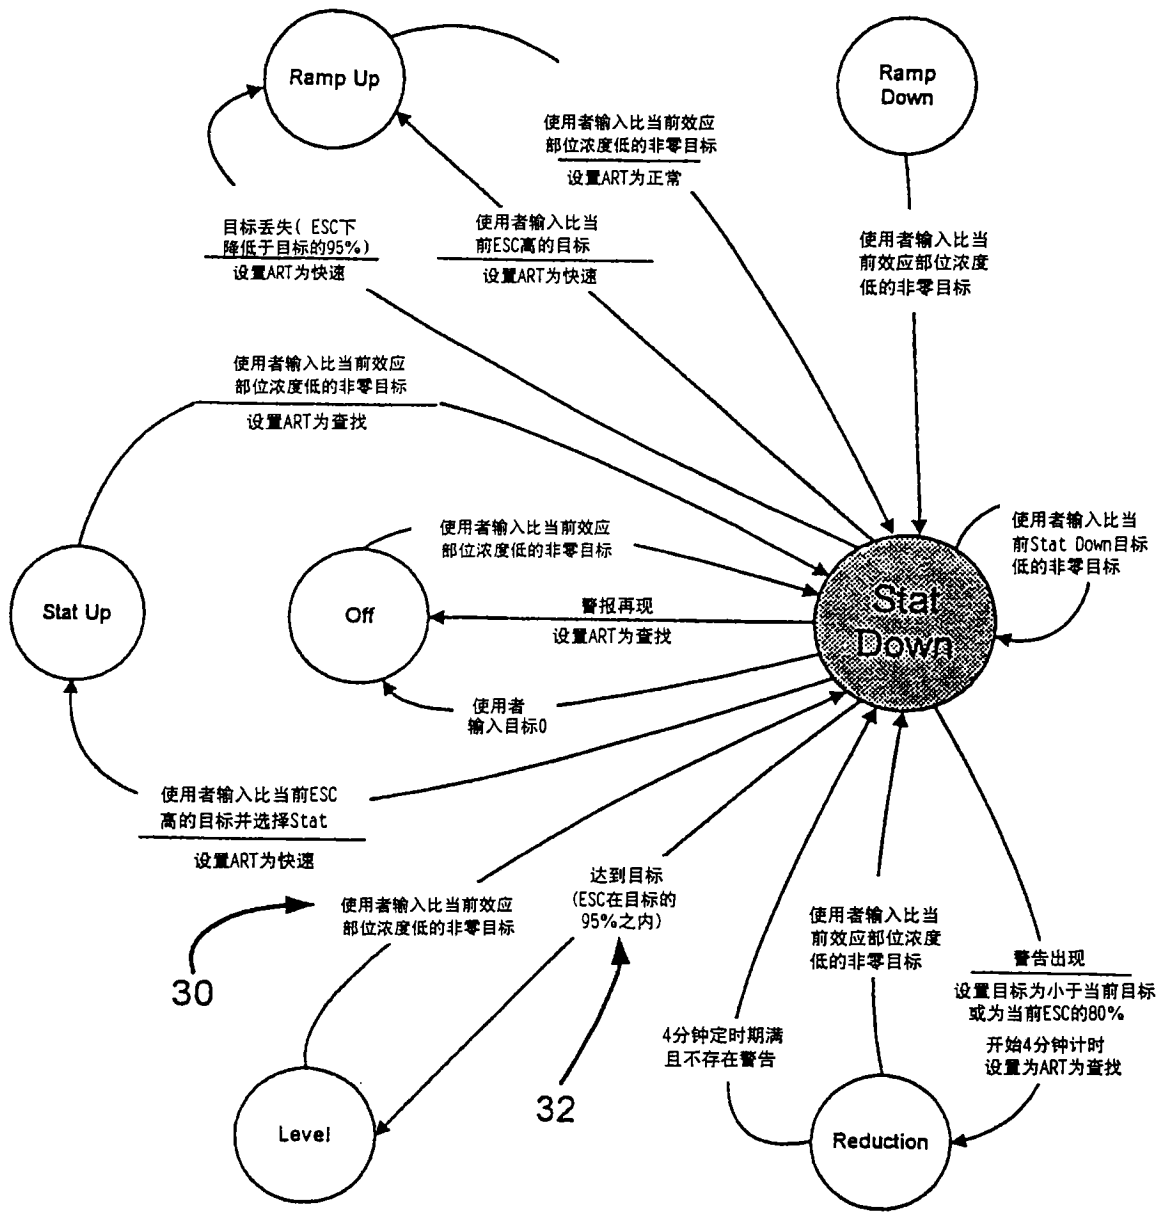 Ramp Up
Ramp
Down
使用者输入比当前效应
部位浓度低的非零目标
设置ART为正常
目标丢失( ESC下
降低于目标的95%)
设置ART为快速
使用者输入比当
前ESC高的目标
设置ART为快速
使用者输入比当
前效应部位浓度
低的非零目标
使用者输入比当前效应
部位浓度低的非零目标
设置ART为查找
使用者输入比当前效应
部位浓度低的非零目标
使用者输入比当
前Stat Down目标
低的非零目标
Stat Up
Off
警报再现
设置ART为查找
Stat
Down
使用者
输入目标0
使用者输入比当前ESC
高的目标并选择Stat
设置ART为快速
使用者输入比当前效应
部位浓度低的非零目标
30
达到目标
(ESC在目标的
95%之内)
32
使用者输入比当
前效应部位浓度
低的非零目标
警告出现
设置目标为小于当前目标
或为当前ESC的80%
开始4分钟计时
设置为ART为查找
4分钟定时期满
且不存在警告
Level
Reduction